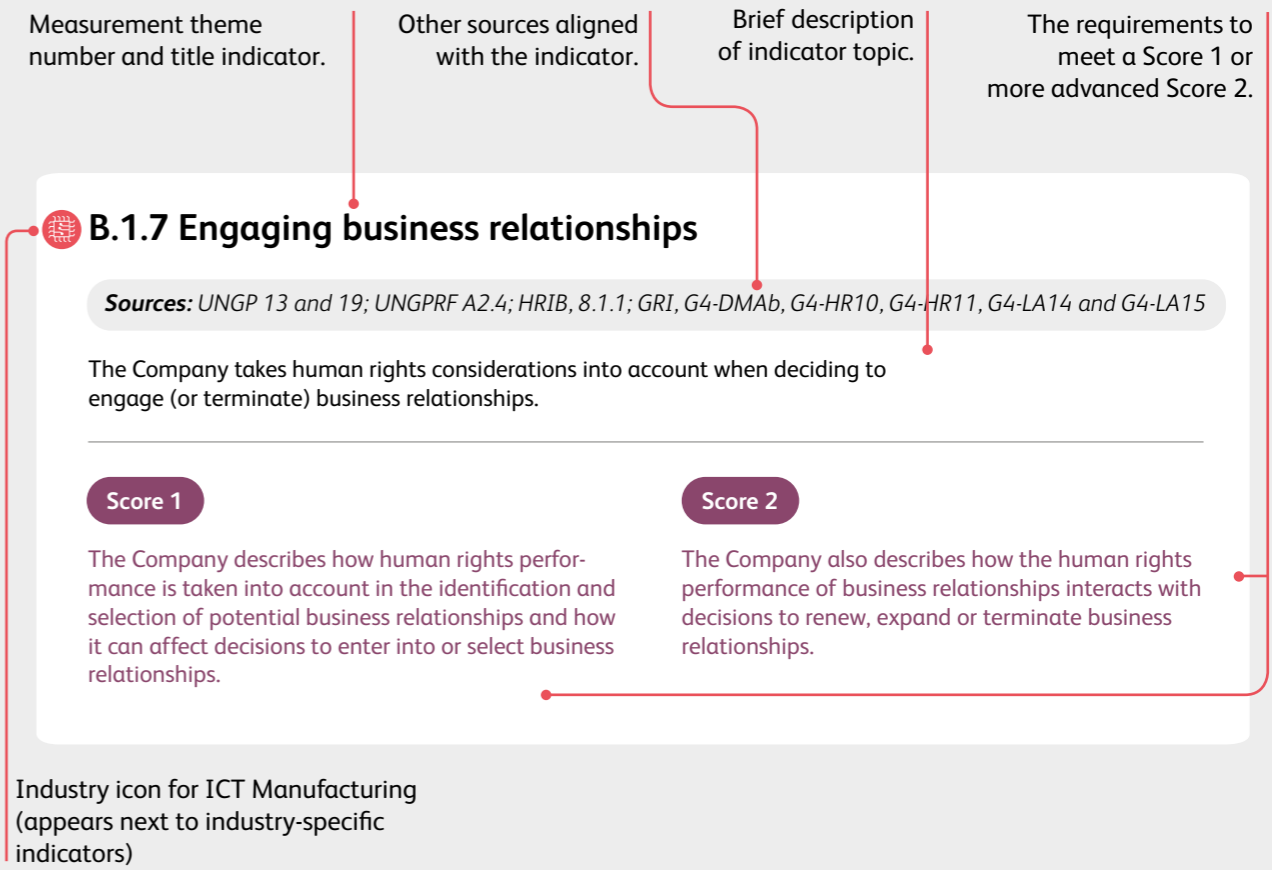 Measurement theme
number and title indicator.
Other sources aligned
with the indicator.
Brief description
of indicator topic.
The requirements to
meet a Score 1 or
more advanced Score 2.
B.1.7 Engaging business relationships
Sources: UNGP 13 and 19; UNGPRF A2.4; HRIB, 8.1.1; GRI, G4-DMAb, G4-HR10, G4-HR11, G4-LA14 and G4-LA15
The Company takes human rights considerations into account when deciding to
engage (or terminate) business relationships.
Score 1
The Company describes how human rights perfor-
mance is taken into account in the identification and
selection of potential business relationships and how
it can affect decisions to enter into or select business
relationships.
Score 2
The Company also describes how the human rights
performance of business relationships interacts with
decisions to renew, expand or terminate business
relationships.
Industry icon for ICT Manufacturing
(appears next to industry-specific
indicators)